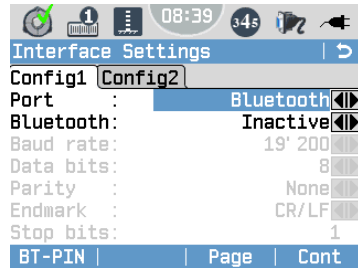 1 08:39 345
Interface Settings
Config1 Config2
Port : Bluetooth
Bluetooth: Inactive
Baud rate: 19'200
Data bits: 8
Parity : None
Endmark : CR/LF
Stop bits: 1
BT-PIN | | Page | Cont